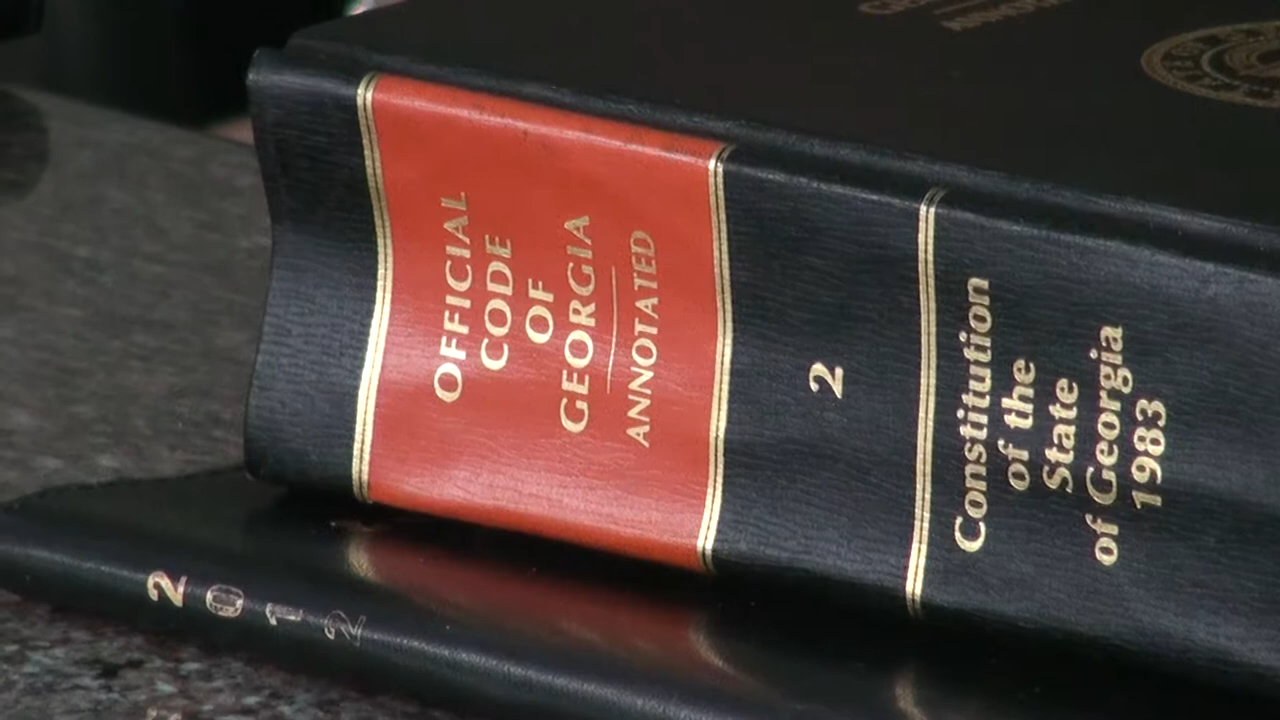 OFFICIAL
CODE
OF
GEORGIA
ANNOTATED
2
Constitution
of the
State
of Georgia
1983
2012